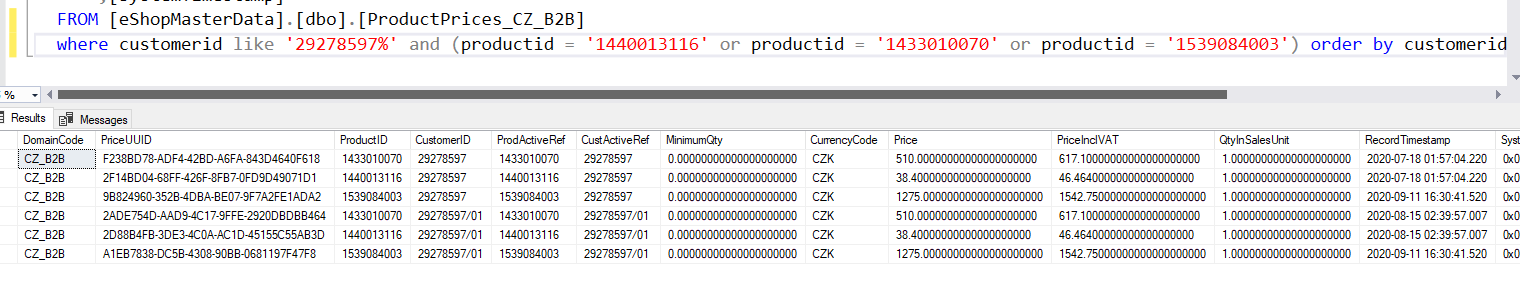 FROM [eShopMasterData].[dbo].[ProductPrices_CZ_B2B]
where customerid like '29278597%' and (productid = '1440013116' or productid = '1433010070' or productid = '1539084003') order by customerid
%
Results Messages
DomainCode PriceUUID ProductID CustomerID ProdActiveRef CustActiveRef MinimumQty CurrencyCode Price PriceInclVAT QtyInSalesUnit RecordTimestamp Syst
CZ_B2B F238BD78-ADF4-42BD-A6FA-843D4640F618 1433010070 29278597 1433010070 29278597 0.00000000000000000000 CZK 510.00000000000000000000 617.10000000000000000000 1.00000000000000000000 2020-07-18 01:57:04.220 0x0
CZ_B2B 2F14BD04-68FF-426F-8FB7-0FD9D49071D1 1440013116 29278597 1440013116 29278597 0.00000000000000000000 CZK 38.40000000000000000000 46.46400000000000000000 1.00000000000000000000 2020-07-18 01:57:04.220 0x0
CZ_B2B 9B824960-352B-4DBA-BE07-9F7A2FE1ADA2 1539084003 29278597 1539084003 29278597 0.00000000000000000000 CZK 1275.00000000000000000000 1542.75000000000000000000 1.00000000000000000000 2020-09-11 16:30:41.520 0x0
CZ_B2B 2ADE754D-AAD9-4C17-9FFE-2920DBDBB464 1433010070 29278597/01 1433010070 29278597/01 0.00000000000000000000 CZK 510.00000000000000000000 617.10000000000000000000 1.00000000000000000000 2020-08-15 02:39:57.007 0x0
CZ_B2B 2D88B4FB-3DE3-4C0A-AC1D-45155C55AB3D 1440013116 29278597/01 1440013116 29278597/01 0.00000000000000000000 CZK 38.40000000000000000000 46.46400000000000000000 1.00000000000000000000 2020-08-15 02:39:57.007 0x0
CZ_B2B A1EB7838-DC5B-4308-90BB-0681197F47F8 1539084003 29278597/01 1539084003 29278597/01 0.00000000000000000000 CZK 1275.00000000000000000000 1542.75000000000000000000 1.00000000000000000000 2020-09-11 16:30:41.520 0x0